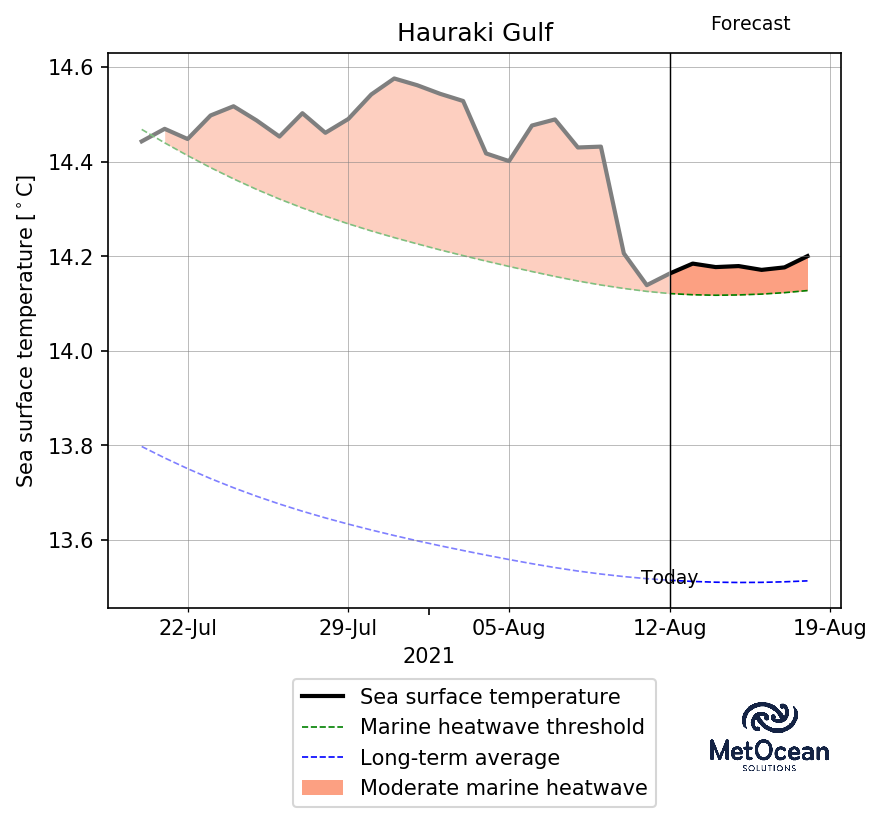 Forecast
Hauraki Gulf
14.6
14.4
14.2
14.0
13.8
13.6
Sea surface temperature [°C]
Today
22-Jul 29-Jul 05-Aug 12-Aug 19-Aug
2021
Sea surface temperature
Marine heatwave threshold
Long-term average
Moderate marine heatwave
MetOcean
SOLUTIONS